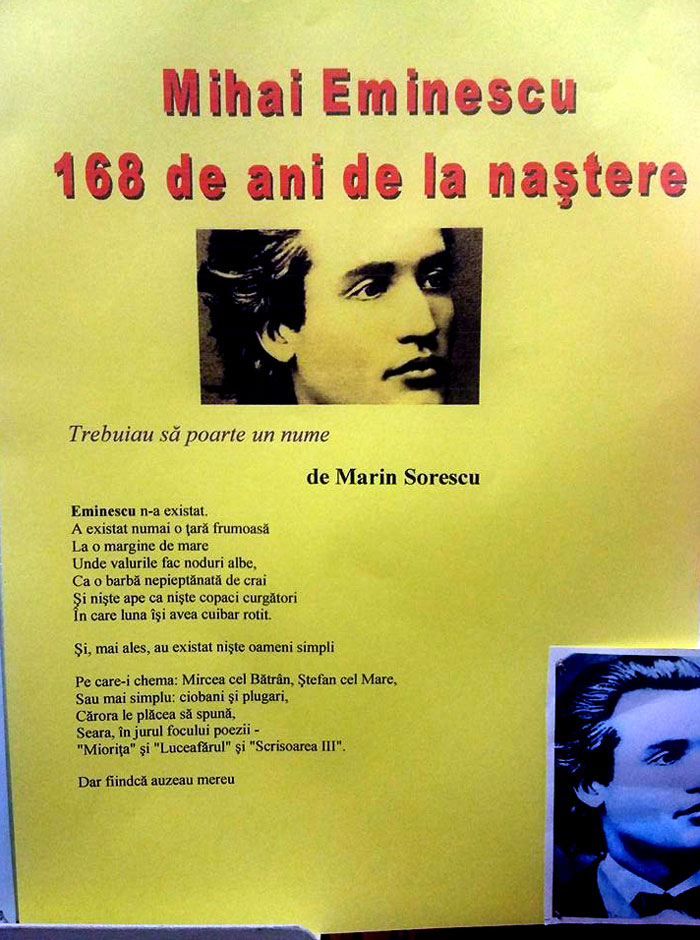 Mihai Eminescu
168 de ani de la naştere
Trebuiau să poarte un nume
de Marin Sorescu
Eminescu n-a existat.
A existat numai o ţară frumoasă
La o margine de mare
Unde valurile fac noduri albe,
Ca o barbă nepieptănată de crai
Şi nişte ape ca nişte copaci curgători
În care luna îşi avea cuibar rotit.
Şi, mai ales, au existat nişte oameni simpli
Pe care-i chema: Mircea cel Bătrân, Ştefan cel Mare,
Sau mai simplu: ciobani şi plugari,
Cărora le plăcea să spună,
Seara, în jurul focului poezii -
"Mioriţa" şi "Luceafărul" şi "Scrisoarea III".
Dar fiindcă auzeau mereu